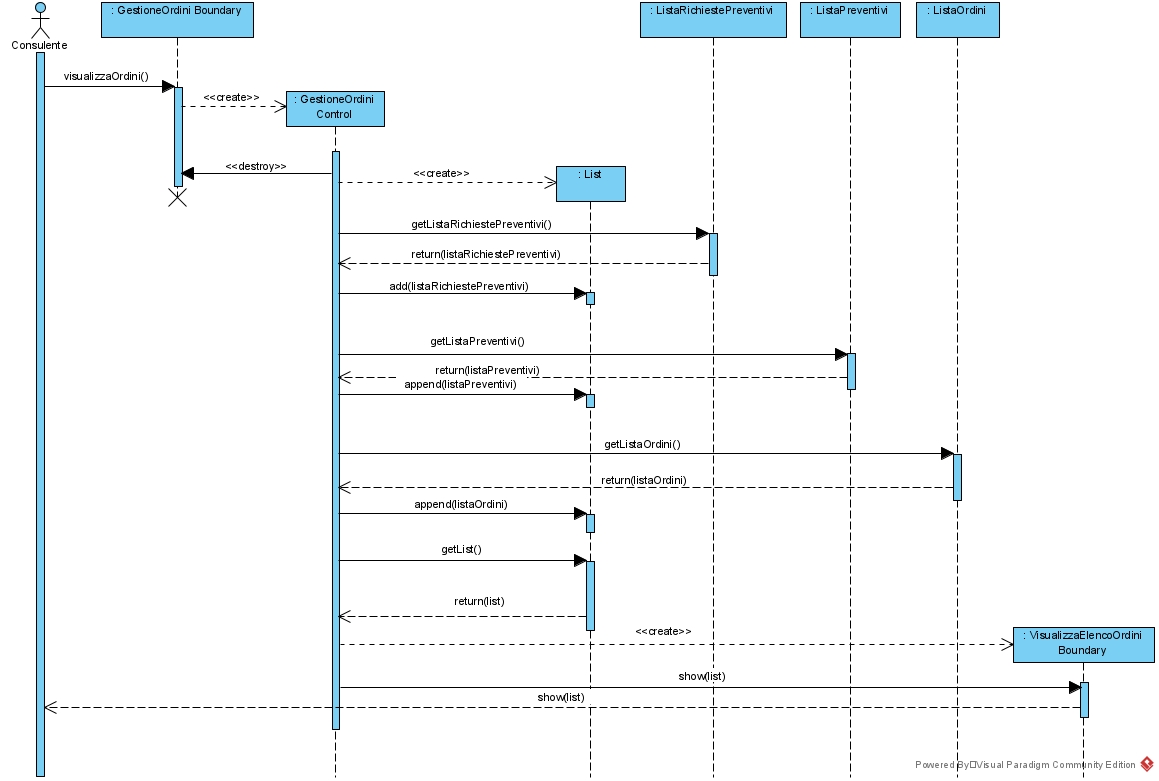 : GestioneOrdini Boundary
: ListaRichiestePreventivi
: ListaPreventivi
: ListaOrdini
Consulente
visualizzaOrdini()
<<create>>
: GestioneOrdini
Control
<<destroy>>
<<create>>
: List
getListaRichiestePreventivi()
return(listaRichiestePreventivi)
add(listaRichiestePreventivi)
getListaPreventivi()
return(listaPreventivi)
append(listaPreventivi)
getListaOrdini()
return(listaOrdini)
append(listaOrdini)
getList()
return(list)
<<create>>
: VisualizzaElencoOrdini
Boundary
show(list)
show(list)
Powered By Visual Paradigm Community Edition